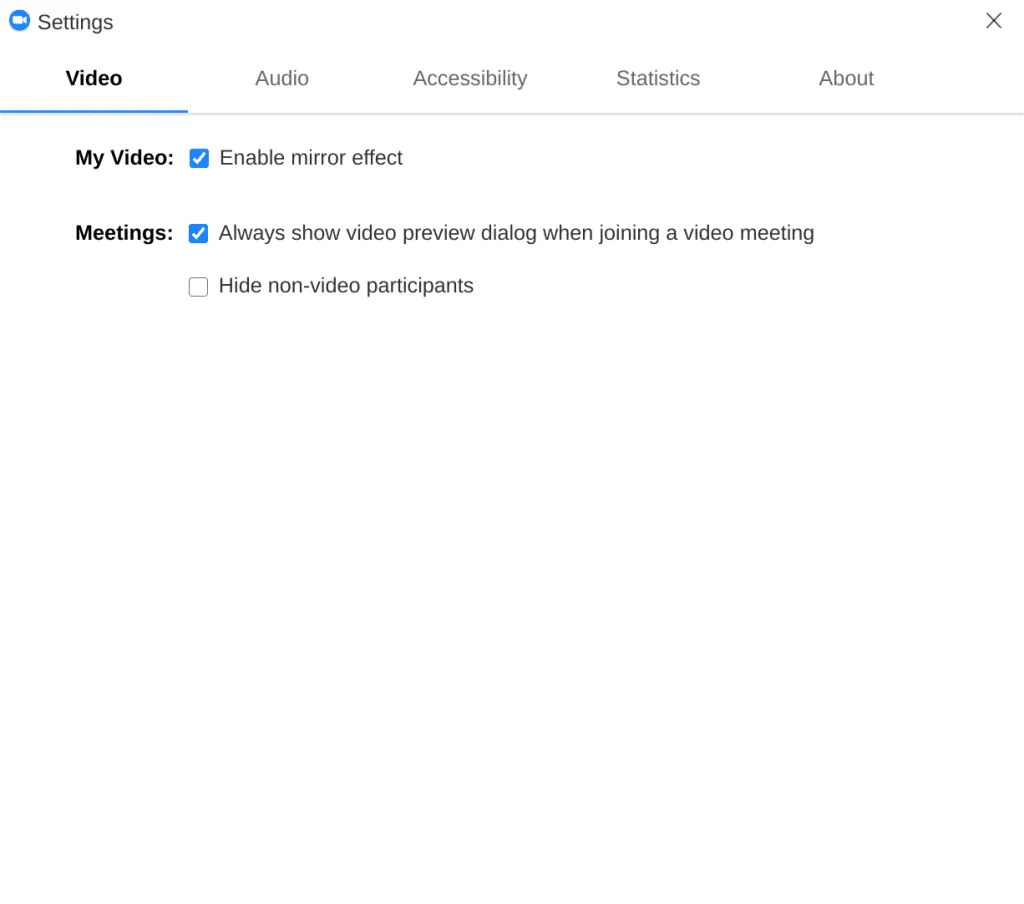 Settings
Video Audio Accessibility Statistics About
My Video: Enable mirror effect
Meetings: Always show video preview dialog when joining a video meeting
Hide non-video participants